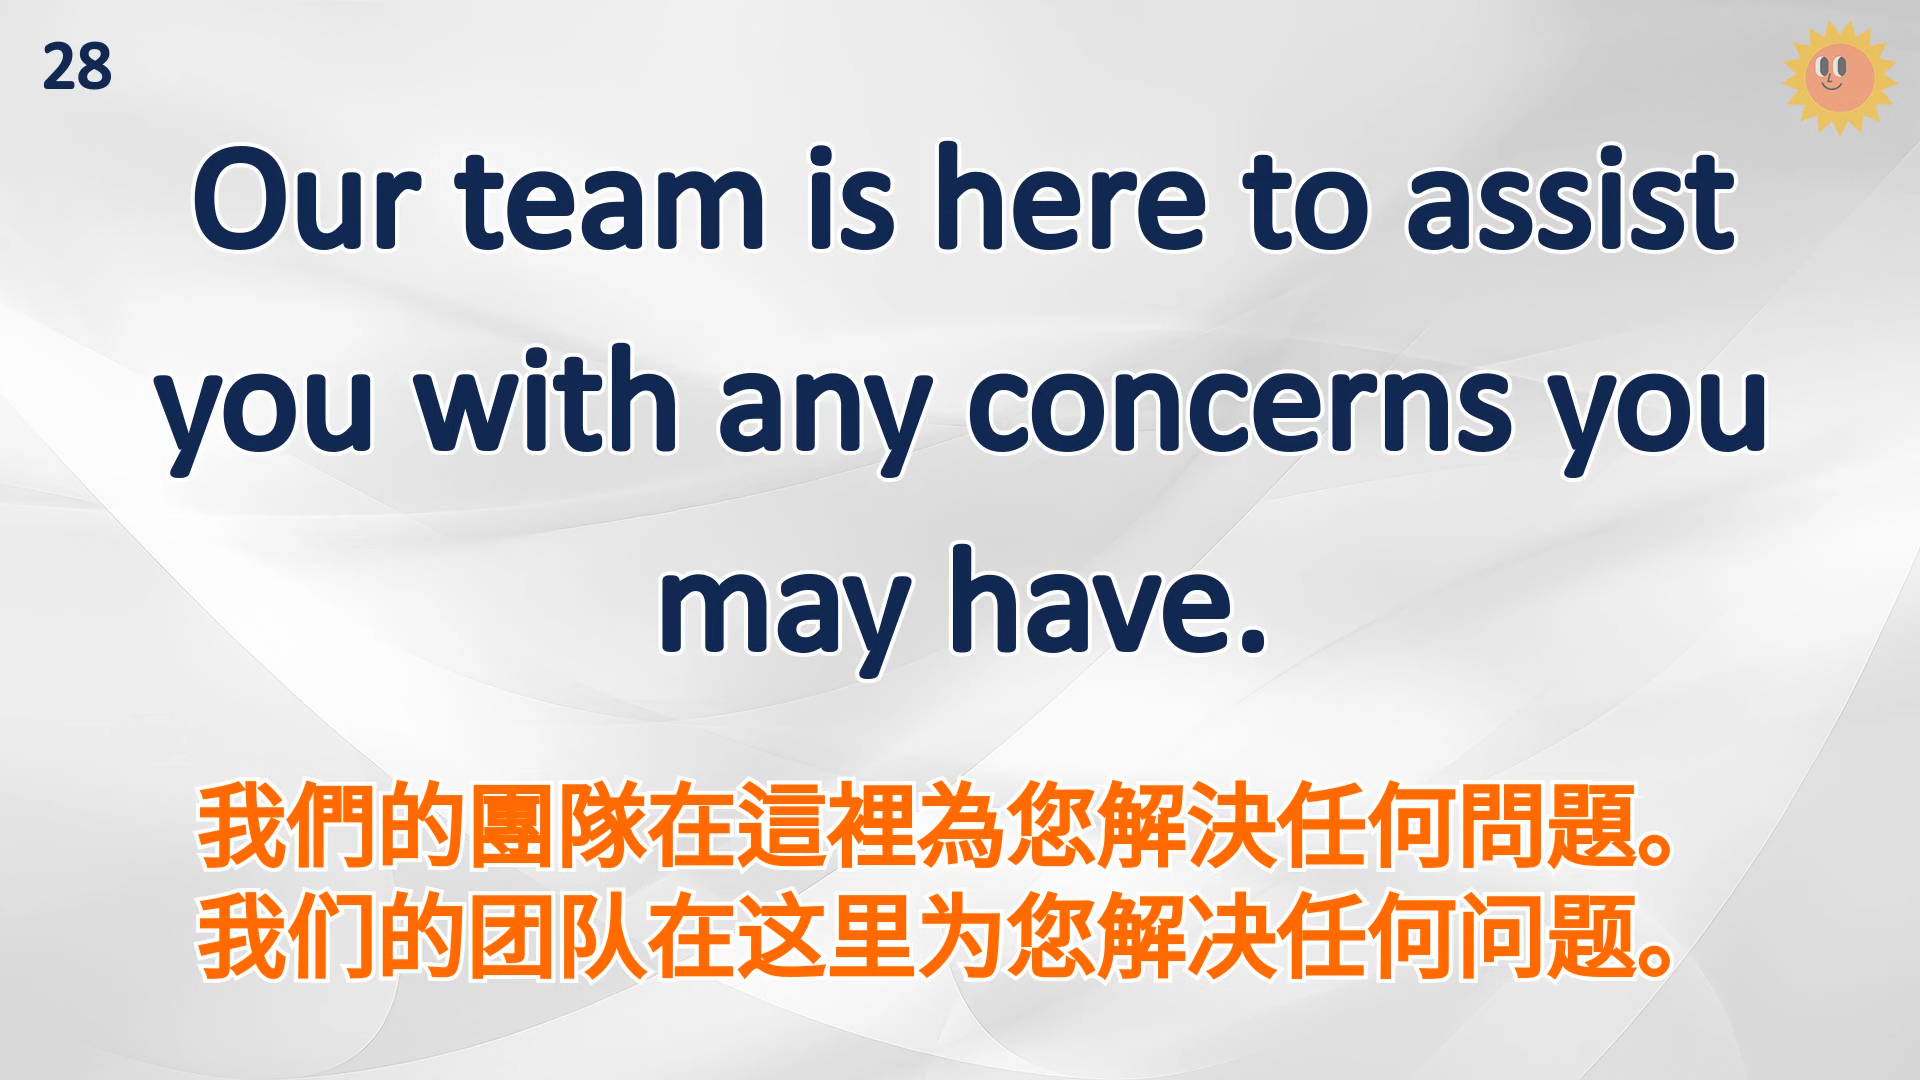 28
Our team is here to assist
you with any concerns you
may have.
我們的團隊在這裡為您解決任何問題。
我们的团队在这里为您解决任何问题。